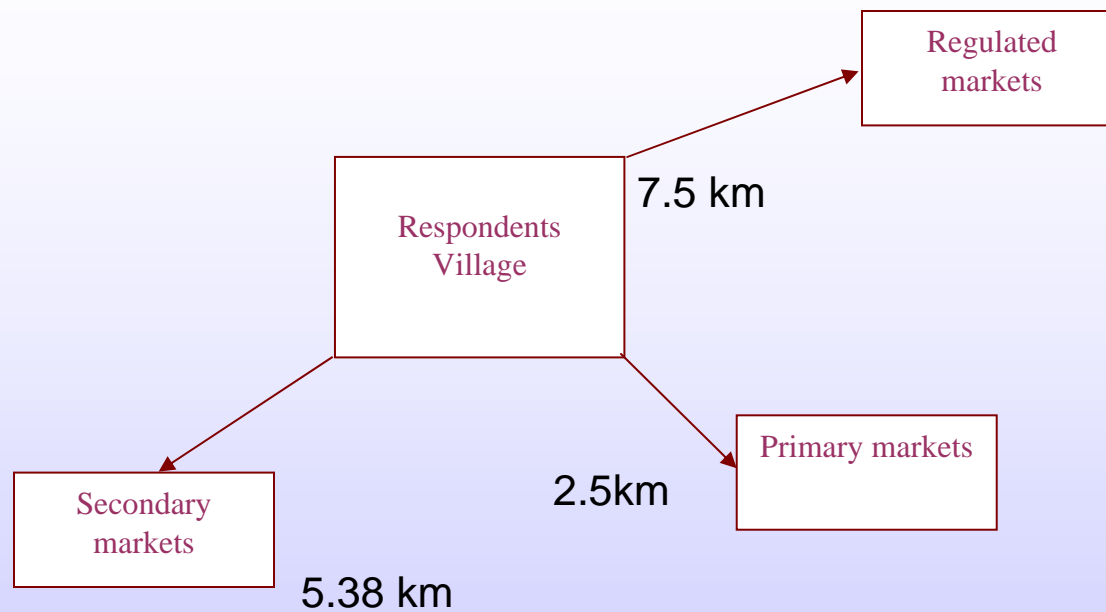 Regulated
markets
7.5 km
Respondents
Village
Primary markets
2.5km
Secondary
markets
5.38 km